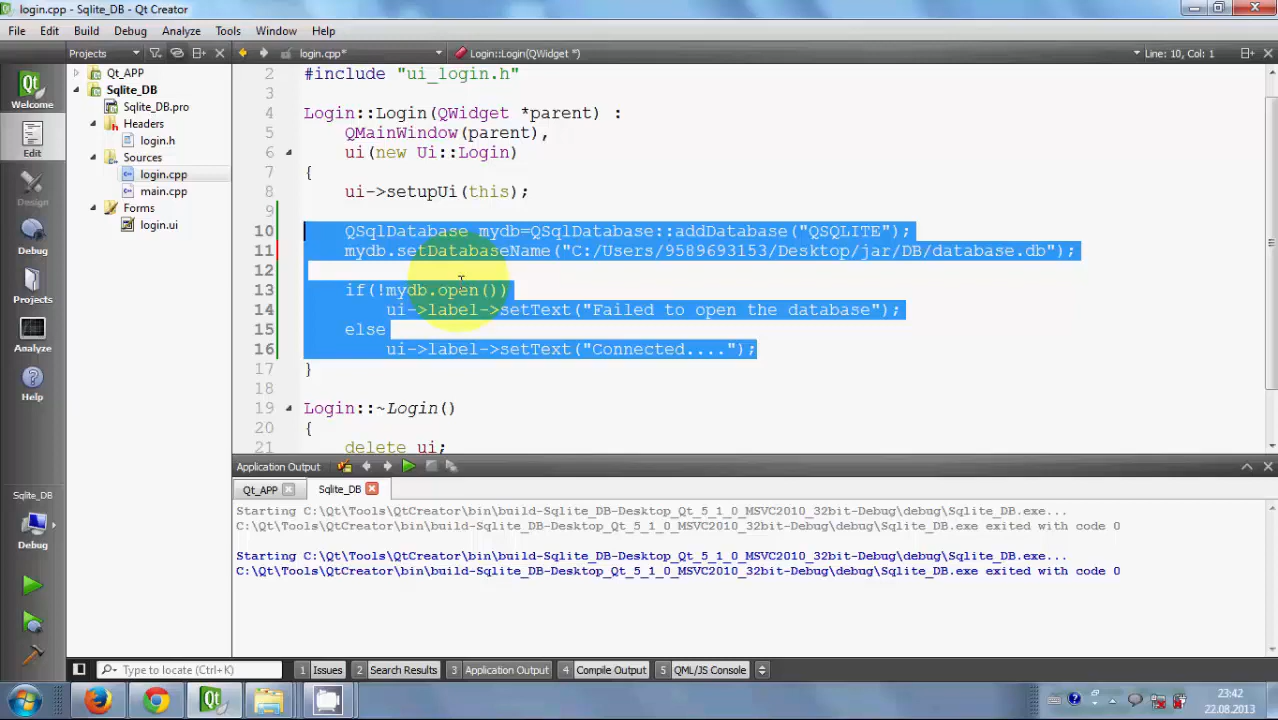 login.cpp - Sqlite_DB - Qt Creator
File Edit Build Debug Analyze Tools Window Help
Projects login.cpp* Login::Login(QWidget *) Line: 10, Col: 1
Welcome
Edit
Design
Debug
Projects
Analyze
Help
Sqlite_DB
Debug
Qt_APP
Sqlite_DB
Sqlite_DB.pro
Headers
login.h
Sources
login.cpp
main.cpp
Forms
login.ui
2 #include "ui_login.h"
3
4 Login::Login(QWidget *parent) :
5 QMainWindow(parent),
6 ui(new Ui::Login)
7 {
8 ui->setupUi(this);
9
10 QSqlDatabase mydb=QSqlDatabase::addDatabase("QSQLITE");
11 mydb.setDatabaseName("C:/Users/9589693153/Desktop/jar/DB/database.db");
12
13 if(!mydb.open())
14 ui->label->setText("Failed to open the database");
15 else
16 ui->label->setText("Connected....");
17 }
18
19 Login::~Login()
20 {
21 delete ui;
Application Output
Qt_APP Sqlite_DB
Starting C:\Qt\Tools\QtCreator\bin\build-Sqlite_DB-Desktop_Qt_5_1_0_MSVC2010_32bit-Debug\debug\Sqlite_DB.exe...
C:\Qt\Tools\QtCreator\bin\build-Sqlite_DB-Desktop_Qt_5_1_0_MSVC2010_32bit-Debug\debug\Sqlite_DB.exe exited with code 0
Starting C:\Qt\Tools\QtCreator\bin\build-Sqlite_DB-Desktop_Qt_5_1_0_MSVC2010_32bit-Debug\debug\Sqlite_DB.exe...
C:\Qt\Tools\QtCreator\bin\build-Sqlite_DB-Desktop_Qt_5_1_0_MSVC2010_32bit-Debug\debug\Sqlite_DB.exe exited with code 0
Type to locate (Ctrl+K) 1 Issues 2 Search Results 3 Application Output 4 Compile Output 5 QML/JS Console
23:42
22.08.2013